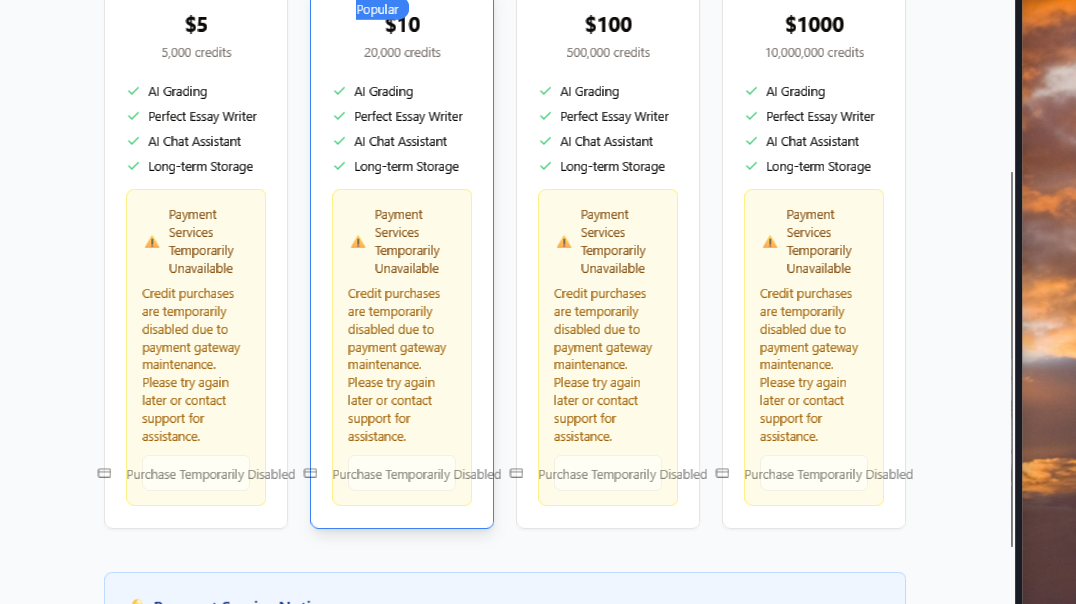 Popular
$5
5,000 credits
AI Grading
Perfect Essay Writer
AI Chat Assistant
Long-term Storage
Payment
Services
Temporarily
Unavailable
Credit purchases
are temporarily
disabled due to
payment gateway
maintenance.
Please try again
later or contact
support for
assistance.
Purchase Temporarily Disabled
$10
20,000 credits
AI Grading
Perfect Essay Writer
AI Chat Assistant
Long-term Storage
Payment
Services
Temporarily
Unavailable
Credit purchases
are temporarily
disabled due to
payment gateway
maintenance.
Please try again
later or contact
support for
assistance.
Purchase Temporarily Disabled
$100
500,000 credits
AI Grading
Perfect Essay Writer
AI Chat Assistant
Long-term Storage
Payment
Services
Temporarily
Unavailable
Credit purchases
are temporarily
disabled due to
payment gateway
maintenance.
Please try again
later or contact
support for
assistance.
Purchase Temporarily Disabled
$1000
10,000,000 credits
AI Grading
Perfect Essay Writer
AI Chat Assistant
Long-term Storage
Payment
Services
Temporarily
Unavailable
Credit purchases
are temporarily
disabled due to
payment gateway
maintenance.
Please try again
later or contact
support for
assistance.
Purchase Temporarily Disabled